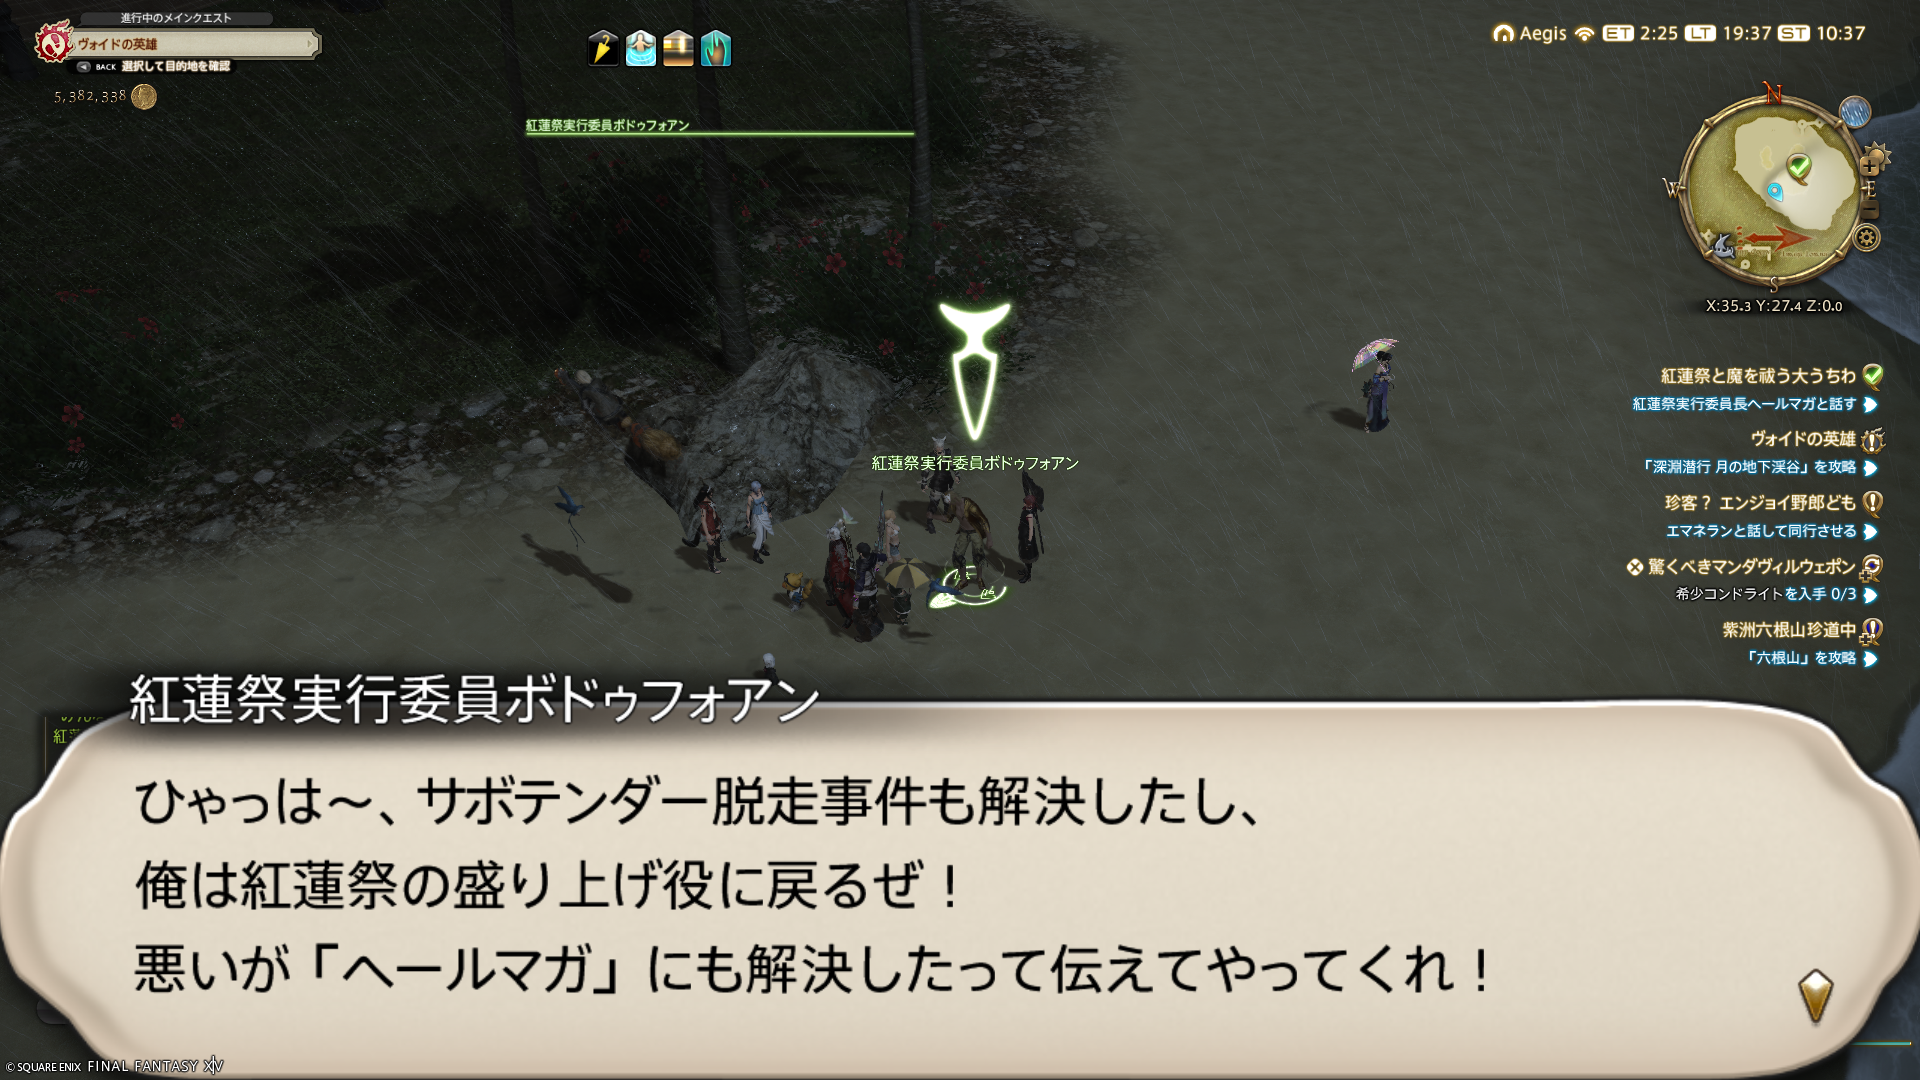 進行中のメインクエスト
ヴォイドの英雄
BACK 選択して目的地を確認
5,382,338
紅蓮祭実行委員ボドゥフォアン
Aegis ET 2:25 LT 19:37 ST 10:37
N
W
E
S
X:35.3 Y:27.4 Z:0.0
紅蓮祭と魔を祓う大うちわ
紅蓮祭実行委員長ヘールマガと話す
ヴォイドの英雄
「深淵潜行 月の地下渓谷」を攻略
珍客？ エンジョイ野郎ども
エマネランと話して同行させる
驚くべきマンダヴィルウェポン
希少コンドライトを入手 0/3
紫洲六根山珍道中
「六根山」を攻略
紅蓮祭実行委員ボドゥフォアン
紅蓮祭実行委員ボドゥフォアン
ひゃっは～、サボテンダー脱走事件も解決したし、
俺は紅蓮祭の盛り上げ役に戻るぜ！
悪いが「ヘールマガ」にも解決したって伝えてやってくれ！
© SQUARE ENIX FINAL FANTASY XIV